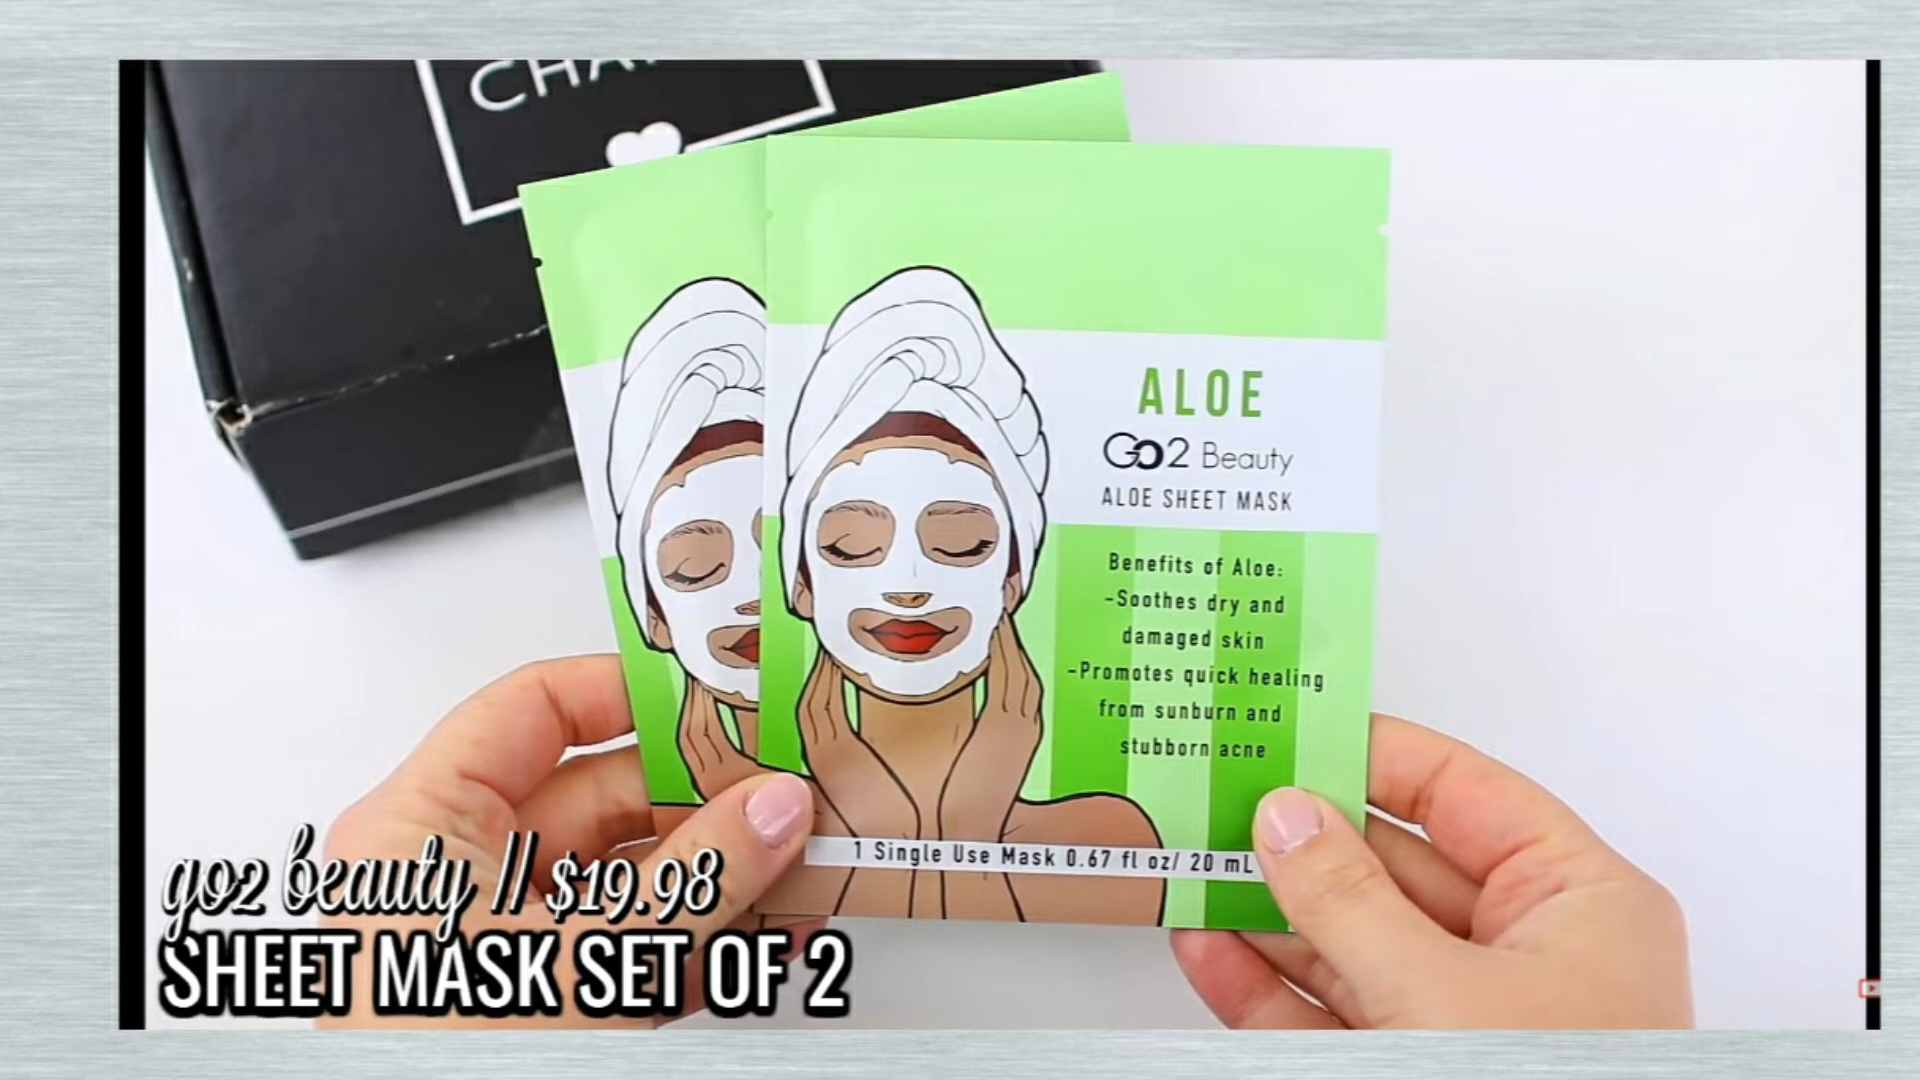 ALOE
GO2 Beauty
ALOE SHEET MASK
Benefits of Aloe:
-Soothes dry and
damaged skin
-Promotes quick healing
from sunburn and
stubborn acne
1 Single Use Mask 0.67 fl oz/ 20 mL
go2 beauty // $19.98
SHEET MASK SET OF 2